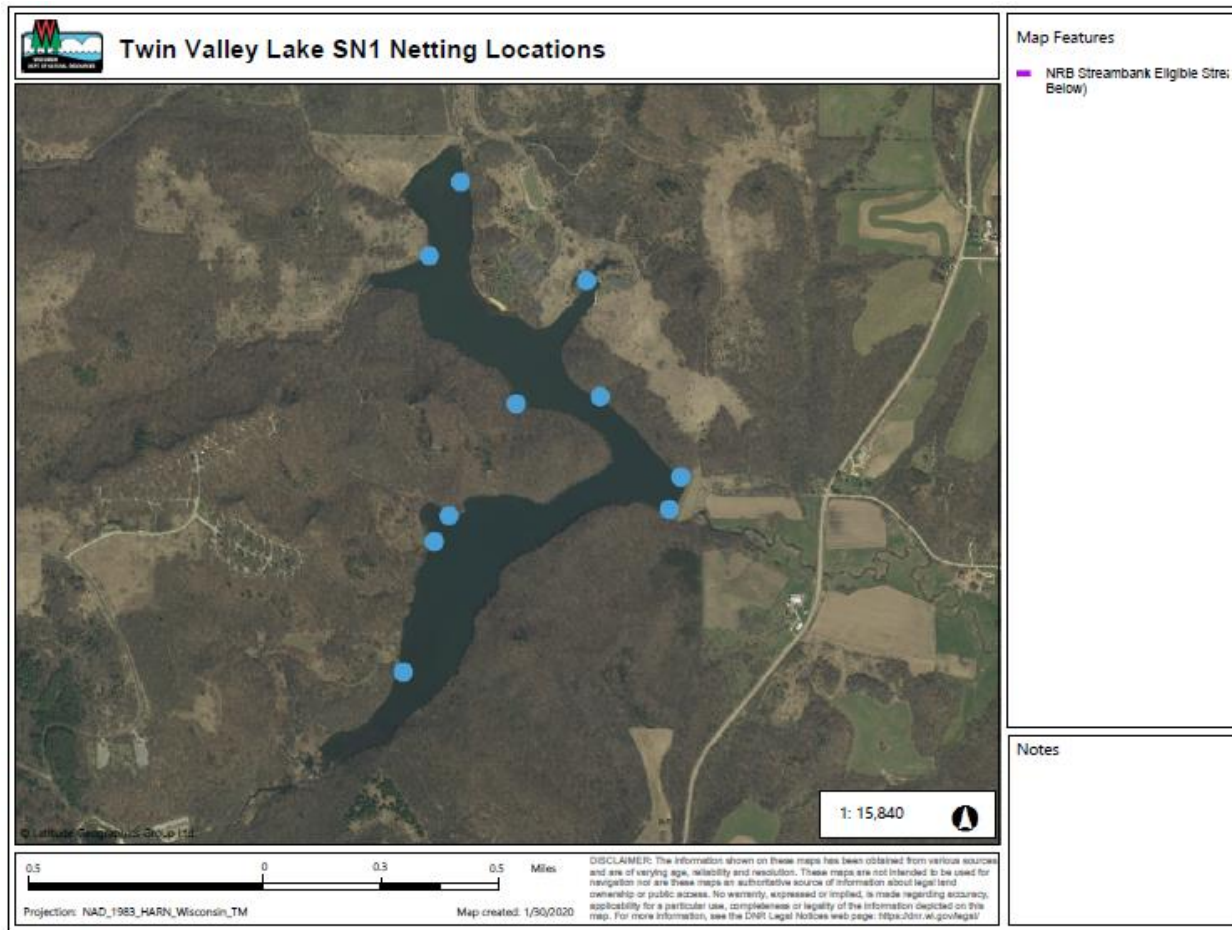 WISCONSIN
DEPT. OF NATURAL RESOURCES
Twin Valley Lake SN1 Netting Locations
Map Features
NRB Streambank Eligible Strea
Below)
Notes
© Latitude Geographics Group Ltd.
1: 15,840
0.5 0 0.3 0.5 Miles
Projection: NAD_1983_HARN_Wisconsin_TM
Map created: 1/30/2020
DISCLAIMER: The information shown on these maps has been obtained from various sources
and are of varying age, reliability and resolution. These maps are not intended to be used for
navigation nor are these maps an authoritative source of information about legal land
ownership or public access. No warranty, expressed or implied, is made regarding accuracy,
applicability for a particular use, completeness or legality of the information depicted on this
map. For more information, see the DNR Legal Notices web page: https://dnr.wi.gov/legal/